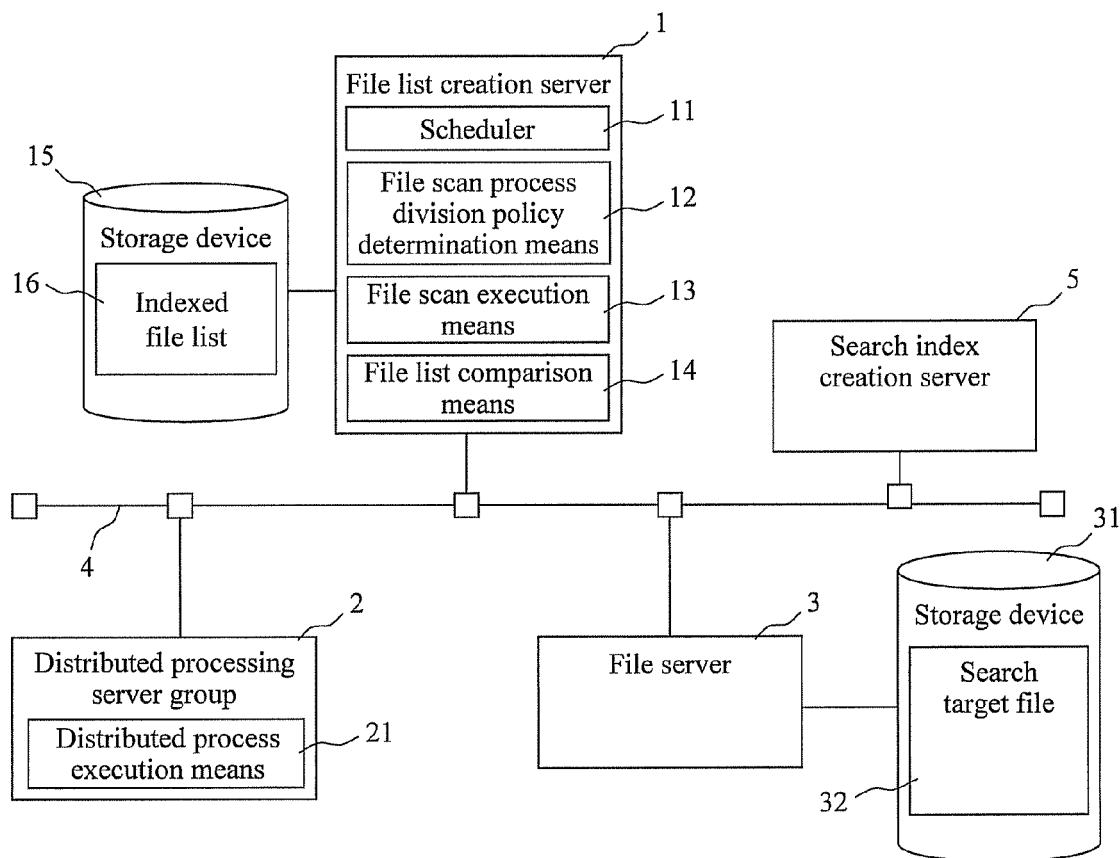 1
File list creation server
Scheduler
11
File scan process
division policy
determination means
12
File scan execution
means
13
File list comparison
means
14
15
Storage device
16
Indexed
file list
5
Search index
creation server
4
2
Distributed processing
server group
Distributed process
execution means
21
3
File server
31
Storage device
Search
target file
32